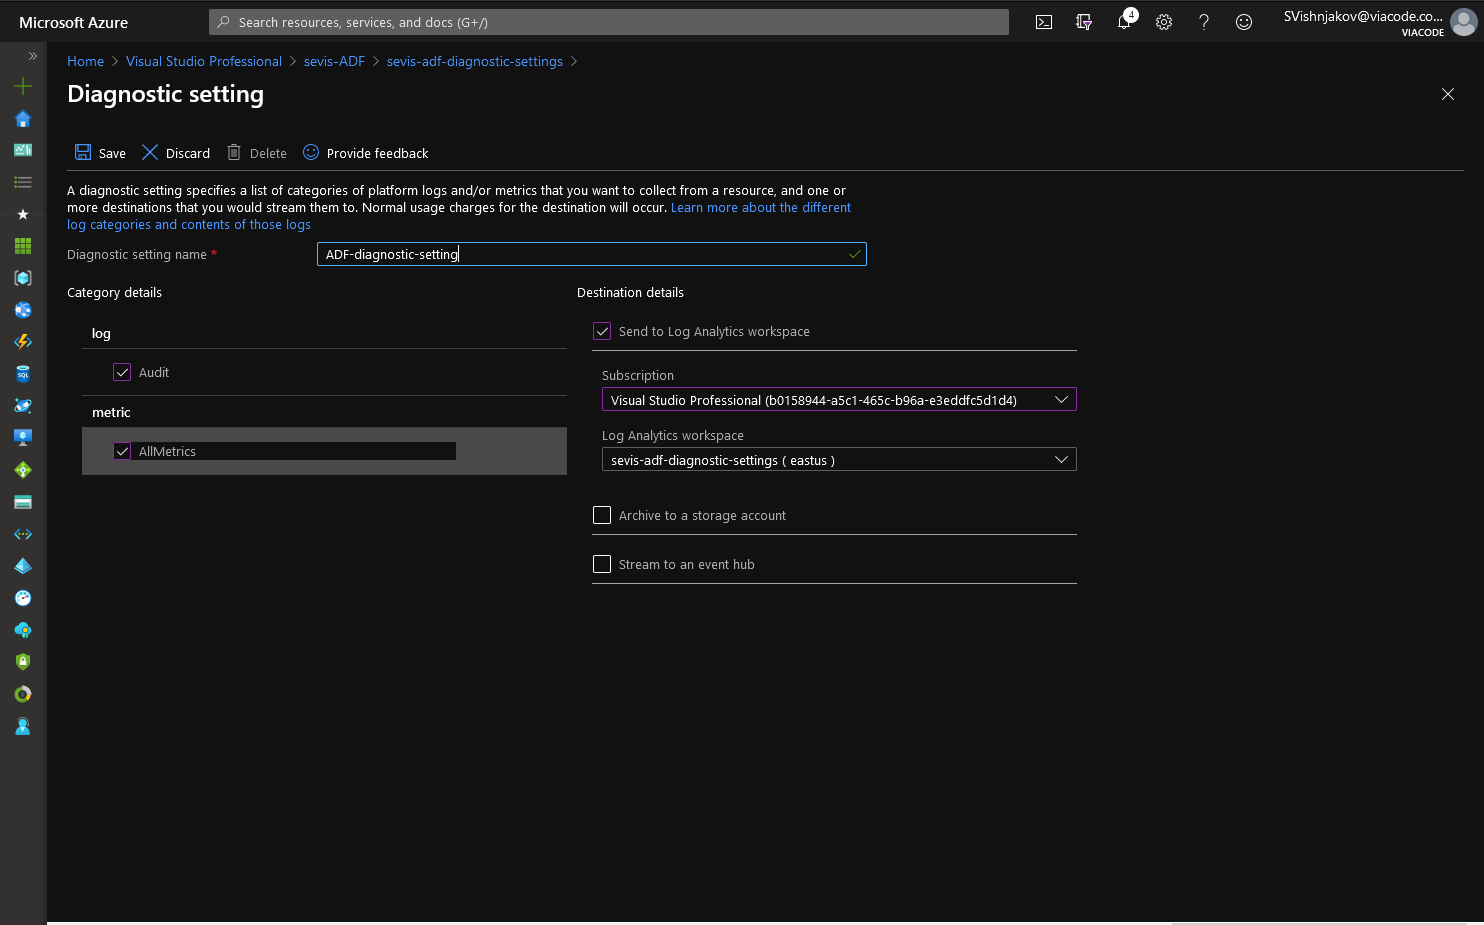 Microsoft Azure
Search resources, services, and docs (G+/)
4
SVishnjakov@viacode.co...
VIACODE
Home > Visual Studio Professional > sevis-ADF > sevis-adf-diagnostic-settings >
Diagnostic setting
Save Discard Delete Provide feedback
A diagnostic setting specifies a list of categories of platform logs and/or metrics that you want to collect from a resource, and one or
more destinations that you would stream them to. Normal usage charges for the destination will occur. Learn more about the different
log categories and contents of those logs
Diagnostic setting name * ADF-diagnostic-setting
Category details
log
Audit
metric
AllMetrics
Destination details
Send to Log Analytics workspace
Subscription
Visual Studio Professional (b0158944-a5c1-465c-b96a-e3eddfc5d1d4)
Log Analytics workspace
sevis-adf-diagnostic-settings ( eastus )
Archive to a storage account
Stream to an event hub
SQL